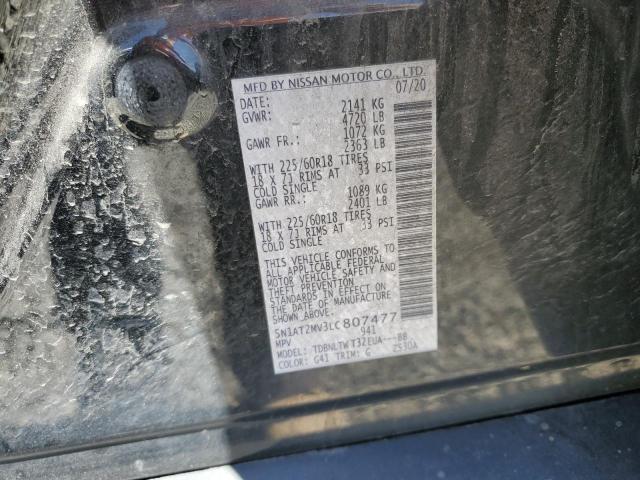 MFD BY NISSAN MOTOR CO., LTD.
DATE: 07/20
GVWR: 2141 KG
4720 LB
GAWR FR.: 1072 KG
2363 LB
WITH 225/60R18 TIRES
18 X 7J RIMS AT 33 PSI
COLD SINGLE
GAWR RR.: 1089 KG
2401 LB
WITH 225/60R18 TIRES
18 X 7J RIMS AT 33 PSI
COLD SINGLE
THIS VEHICLE CONFORMS TO
ALL APPLICABLE FEDERAL
MOTOR VEHICLE SAFETY AND
THEFT PREVENTION
STANDARDS IN EFFECT ON
THE DATE OF MANUFACTURE
SHOWN ABOVE.
5N1AT2MV3LC807477
MPV 941
MODEL: TDBNLTWT32EUA---BB
COLOR: G41 TRIM: G 2530A